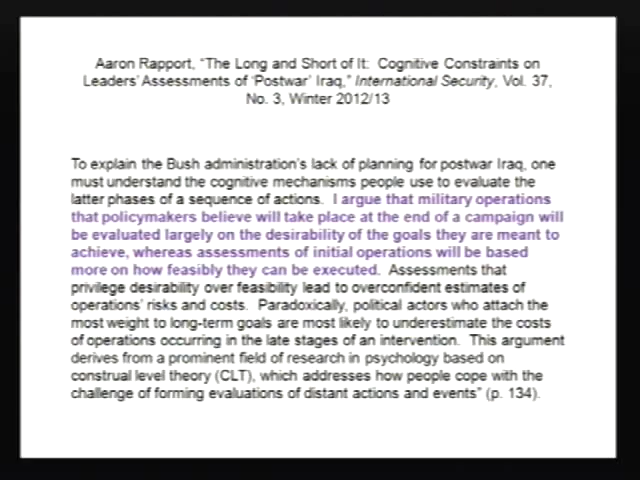 Aaron Rapport, “The Long and Short of It:  Cognitive Constraints on
Leaders’ Assessments of ‘Postwar’ Iraq,” International Security, Vol. 37,
No. 3, Winter 2012/13
To explain the Bush administration’s lack of planning for postwar Iraq, one
must understand the cognitive mechanisms people use to evaluate the
latter phases of a sequence of actions.  I argue that military operations
that policymakers believe will take place at the end of a campaign will
be evaluated largely on the desirability of the goals they are meant to
achieve, whereas assessments of initial operations will be based
more on how feasibly they can be executed.  Assessments that
privilege desirability over feasibility lead to overconfident estimates of
operations’ risks and costs.  Paradoxically, political actors who attach the
most weight to long-term goals are most likely to underestimate the costs
of operations occurring in the late stages of an intervention.  This argument
derives from a prominent field of research in psychology based on
construal level theory (CLT), which addresses how people cope with the
challenge of forming evaluations of distant actions and events” (p. 134).